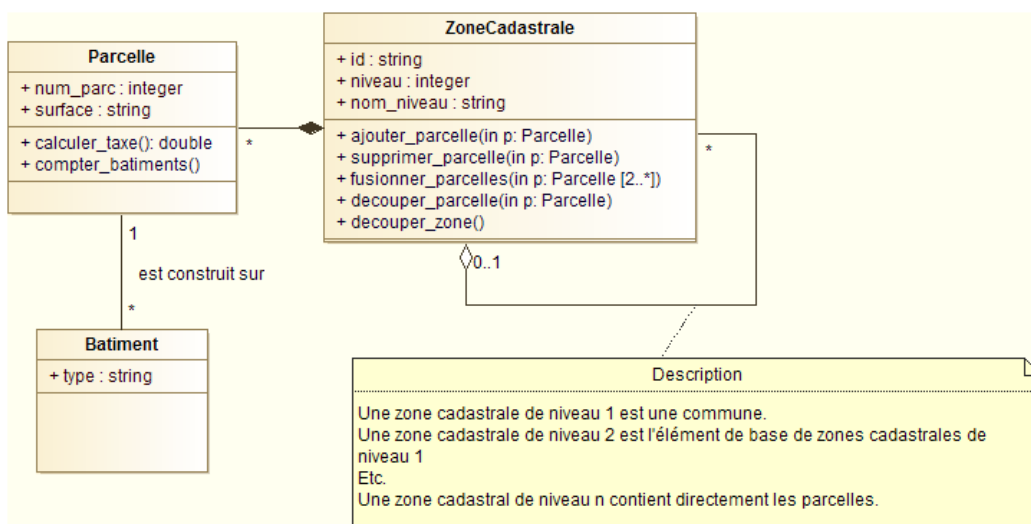 ZoneCadastrale
+ id : string
+ niveau : integer
+ nom_niveau : string
+ ajouter_parcelle(in p: Parcelle)
+ supprimer_parcelle(in p: Parcelle)
+ fusionner_parcelles(in p: Parcelle [2..*])
+ decouper_parcelle(in p: Parcelle)
+ decouper_zone()
Parcelle
+ num_parc : integer
+ surface : string
+ calculer_taxe(): double
+ compter_batiments()
*
*
0..1
1
est construit sur
*
Batiment
+ type : string
Description
Une zone cadastrale de niveau 1 est une commune.
Une zone cadastrale de niveau 2 est l'élément de base de zones cadastrales de
niveau 1
Etc.
Une zone cadastral de niveau n contient directement les parcelles.